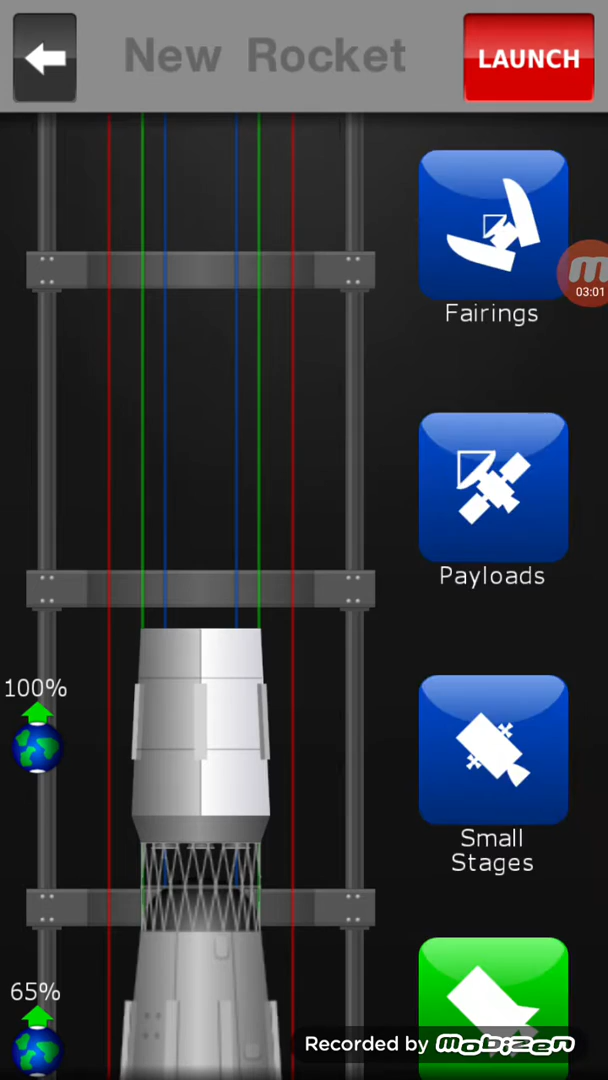 New Rocket
LAUNCH
Fairings
m
03:01
Payloads
100%
Small
Stages
65%
Recorded by mobizen